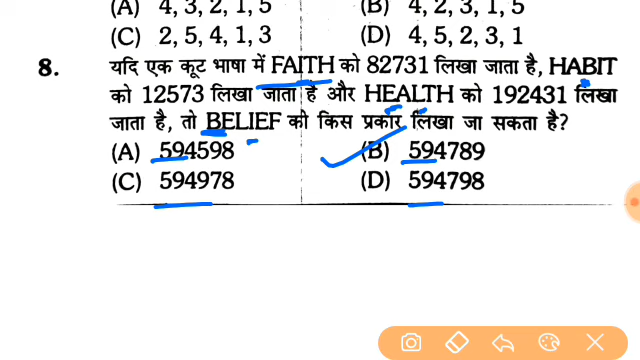 (A) 4, 3, 2, 1, 5 (B) 4, 2, 3, 1, 5
(C) 2, 5, 4, 1, 3 (D) 4, 5, 2, 3, 1
8. यदि एक कूट भाषा में FAITH को 82731 लिखा जाता है, HABIT
को 12573 लिखा जाता है और HEALTH को 192431 लिखा
जाता है, तो BELIEF को किस प्रकार लिखा जा सकता है?
(A) 594598 (B) 594789
(C) 594978 (D) 594798